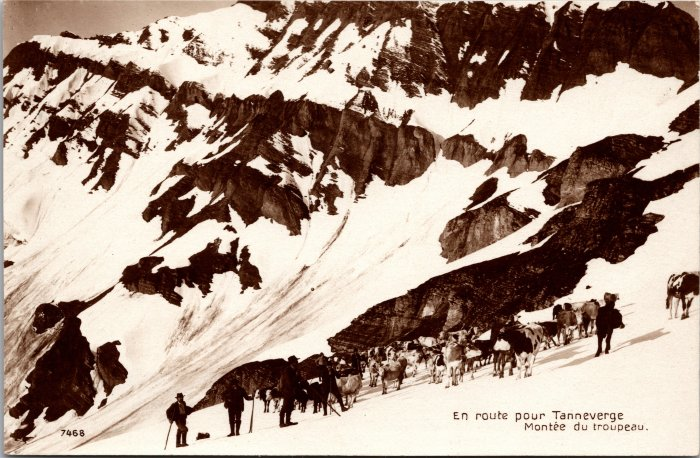 En route pour Tanneverge
Montée du troupeau.
7468